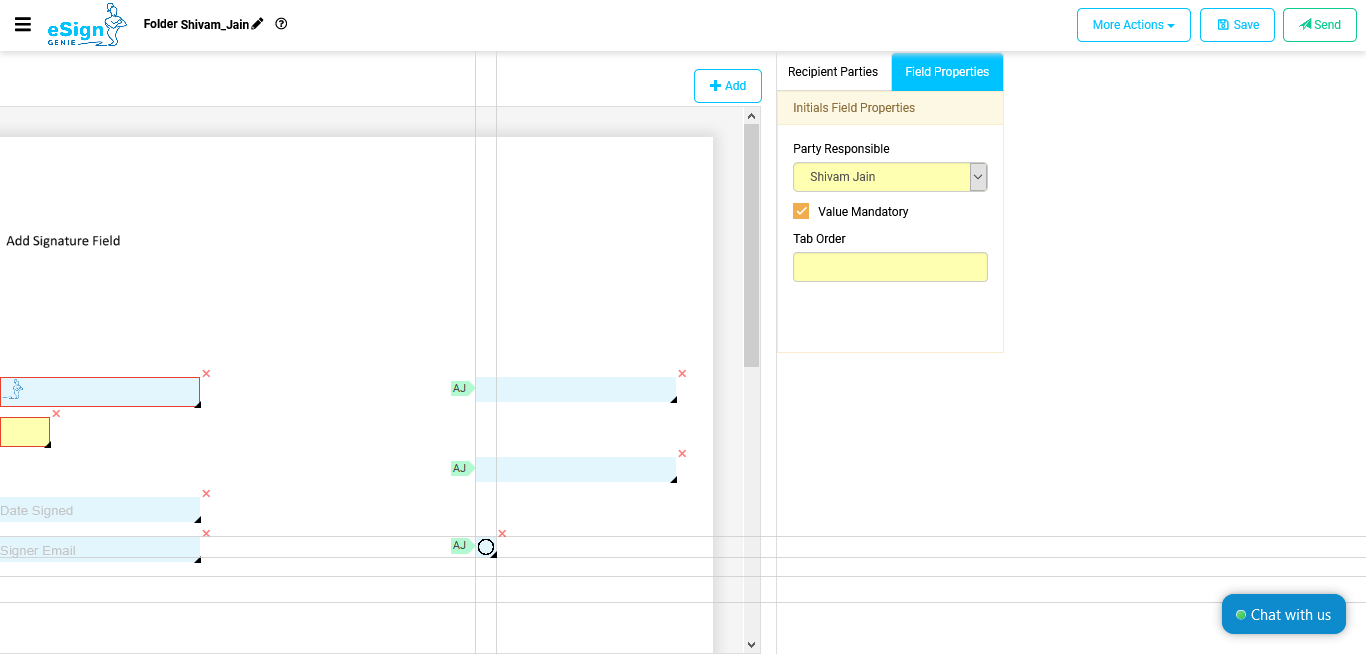 eSign
GENIE
Folder Shivam_Jain
More Actions
Save
Send
Add
Recipient Parties
Field Properties
Initials Field Properties
Party Responsible
Shivam Jain
Value Mandatory
Tab Order
Add Signature Field
AJ
AJ
Date Signed
Signer Email
AJ
Chat with us